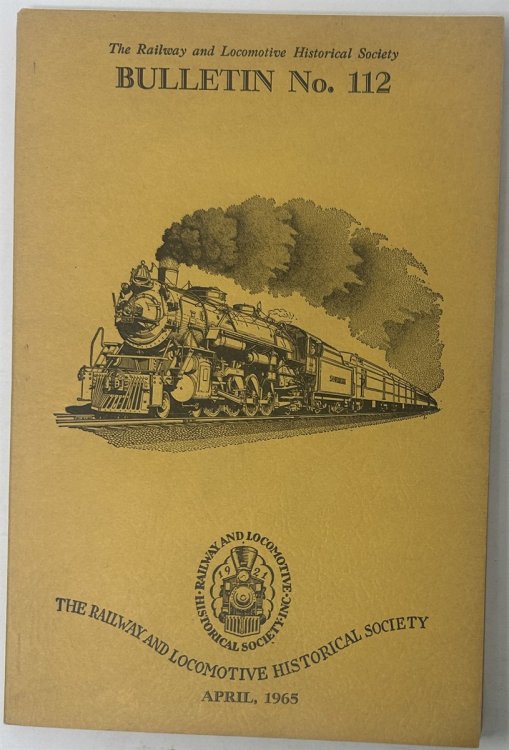 The Railway and Locomotive Historical Society
BULLETIN No. 112
RAILWAY AND LOCOMOTIVE
HISTORICAL SOCIETY, INC.
1921
THE RAILWAY AND LOCOMOTIVE HISTORICAL SOCIETY
APRIL, 1965